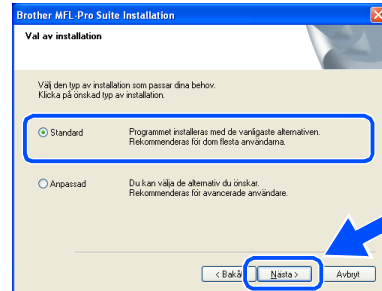 Brother MFL-Pro Suite Installation
Val av installation
Välj den typ av installation som passar dina behov.
Klicka på önskad typ av installation.
Standard
Programmet installeras med de vanligaste alternativen.
Rekommenderas för dom flesta användarna.
Anpassad
Du kan välja de alternativ du önskar.
Rekommenderas för avancerade användare.
< Bakå
Nästa >
Avbryt